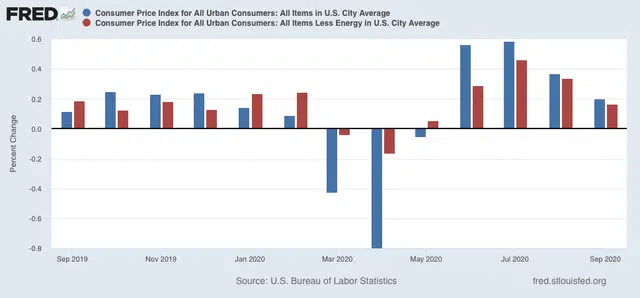 FRED
Consumer Price Index for All Urban Consumers: All Items in U.S. City Average
Consumer Price Index for All Urban Consumers: All Items Less Energy in U.S. City Average
Percent Change
0.6
0.4
0.2
0.0
-0.2
-0.4
-0.6
-0.8
Sep 2019 Nov 2019 Jan 2020 Mar 2020 May 2020 Jul 2020 Sep 2020
Source: U.S. Bureau of Labor Statistics fred.stlouisfed.org